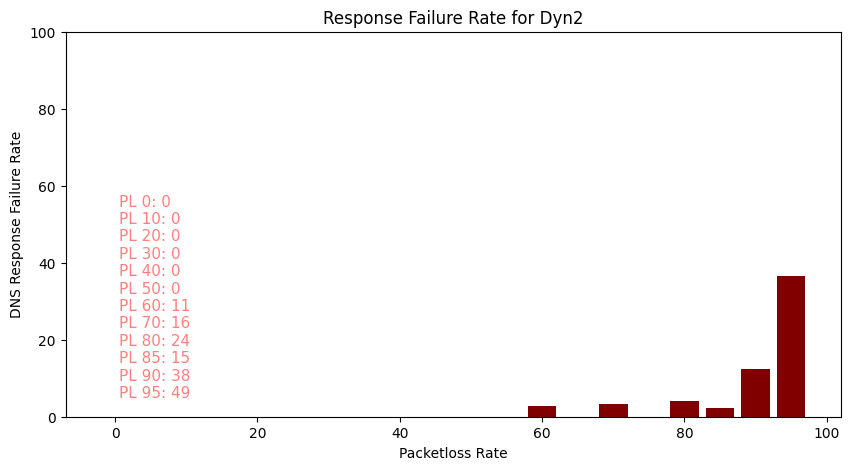 Response Failure Rate for Dyn2
100
80
60
40
20
0
DNS Response Failure Rate
PL 0: 0
PL 10: 0
PL 20: 0
PL 30: 0
PL 40: 0
PL 50: 0
PL 60: 11
PL 70: 16
PL 80: 24
PL 85: 15
PL 90: 38
PL 95: 49
0 20 40 60 80 100
Packetloss Rate